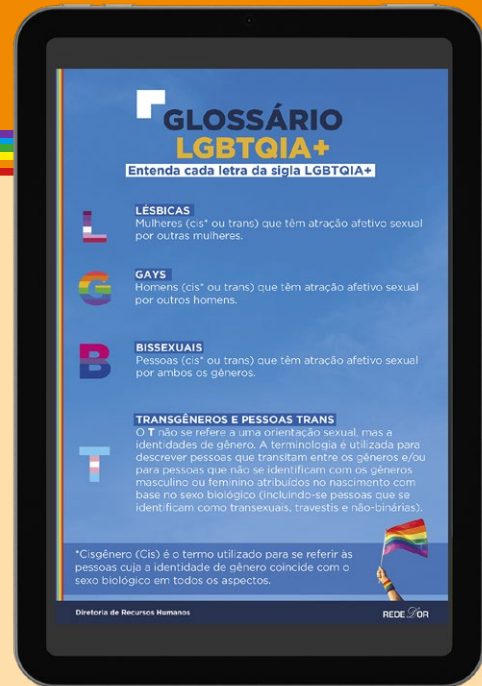 GLOSSÁRIO
LGBTQIA+
Entenda cada letra da sigla LGBTQIA+
L
LÉSBICAS
Mulheres (cis* ou trans) que têm atração afetivo sexual
por outras mulheres.
G
GAYS
Homens (cis* ou trans) que têm atração afetivo sexual
por outros homens.
B
BISSEXUAIS
Pessoas (cis* ou trans) que têm atração afetivo sexual
por ambos os gêneros.
T
TRANSGÊNEROS E PESSOAS TRANS
O T não se refere a uma orientação sexual, mas a
identidades de gênero. A terminologia é utilizada para
descrever pessoas que transitam entre os gêneros e/ou
para pessoas que não se identificam com os gêneros
masculino ou feminino atribuídos no nascimento com
base no sexo biológico (incluindo-se pessoas que se
identificam como transexuais, travestis e não-binárias).
*Cisgênero (Cis) é o termo utilizado para se referir às
pessoas cuja a identidade de gênero coincide com o
sexo biológico em todos os aspectos.
Diretoria de Recursos Humanos
REDE D'OR